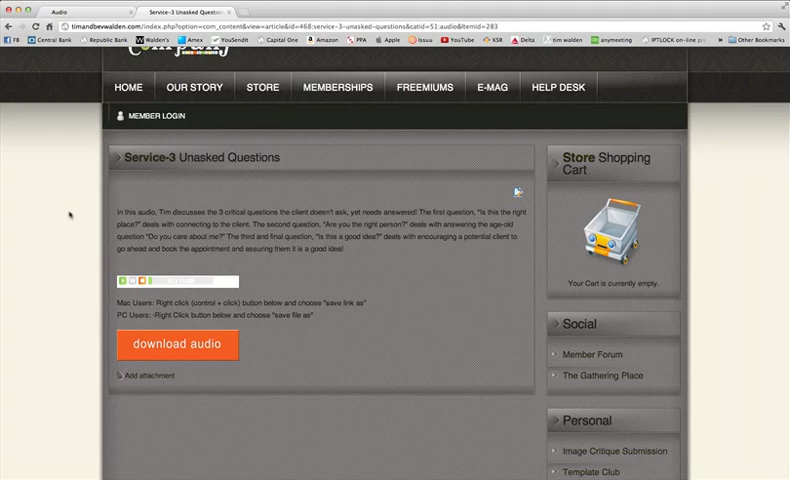 Audio
Service-3 Unasked Question
timandbevwalden.com/index.php?option=com_content&view=article&id=468:service-3-unasked-questions&catid=51:audio&Itemid=283
FB Central Bank Republic Bank Walden's Amex YouSendIt Capital One Amazon PPA Apple Issuu YouTube KSR Delta tim walden anymeeting IPTLOCK on-line Other Bookmarks
Company
HOME OUR STORY STORE MEMBERSHIPS FREEMIUMS E-MAG HELP DESK
MEMBER LOGIN
Service-3 Unasked Questions
In this audio, Tim discusses the 3 critical questions the client doesn't ask, yet needs answered! The first question, "Is this the right
place?" deals with connecting to the client. The second question, "Are you the right person?" deals with answering the age-old
question "Do you care about me?" The third and final question, "Is this a good idea?" deals with encouraging a potential client to
go ahead and book the appointment and assuring them it is a good idea!
Mac Users: Right click (control + click) button below and choose "save link as"
PC Users: -Right Click button below and choose "save file as"
download audio
Add attachment
Store Shopping
Cart
Your Cart is currently empty.
Social
Member Forum
The Gathering Place
Personal
Image Critique Submission
Template Club